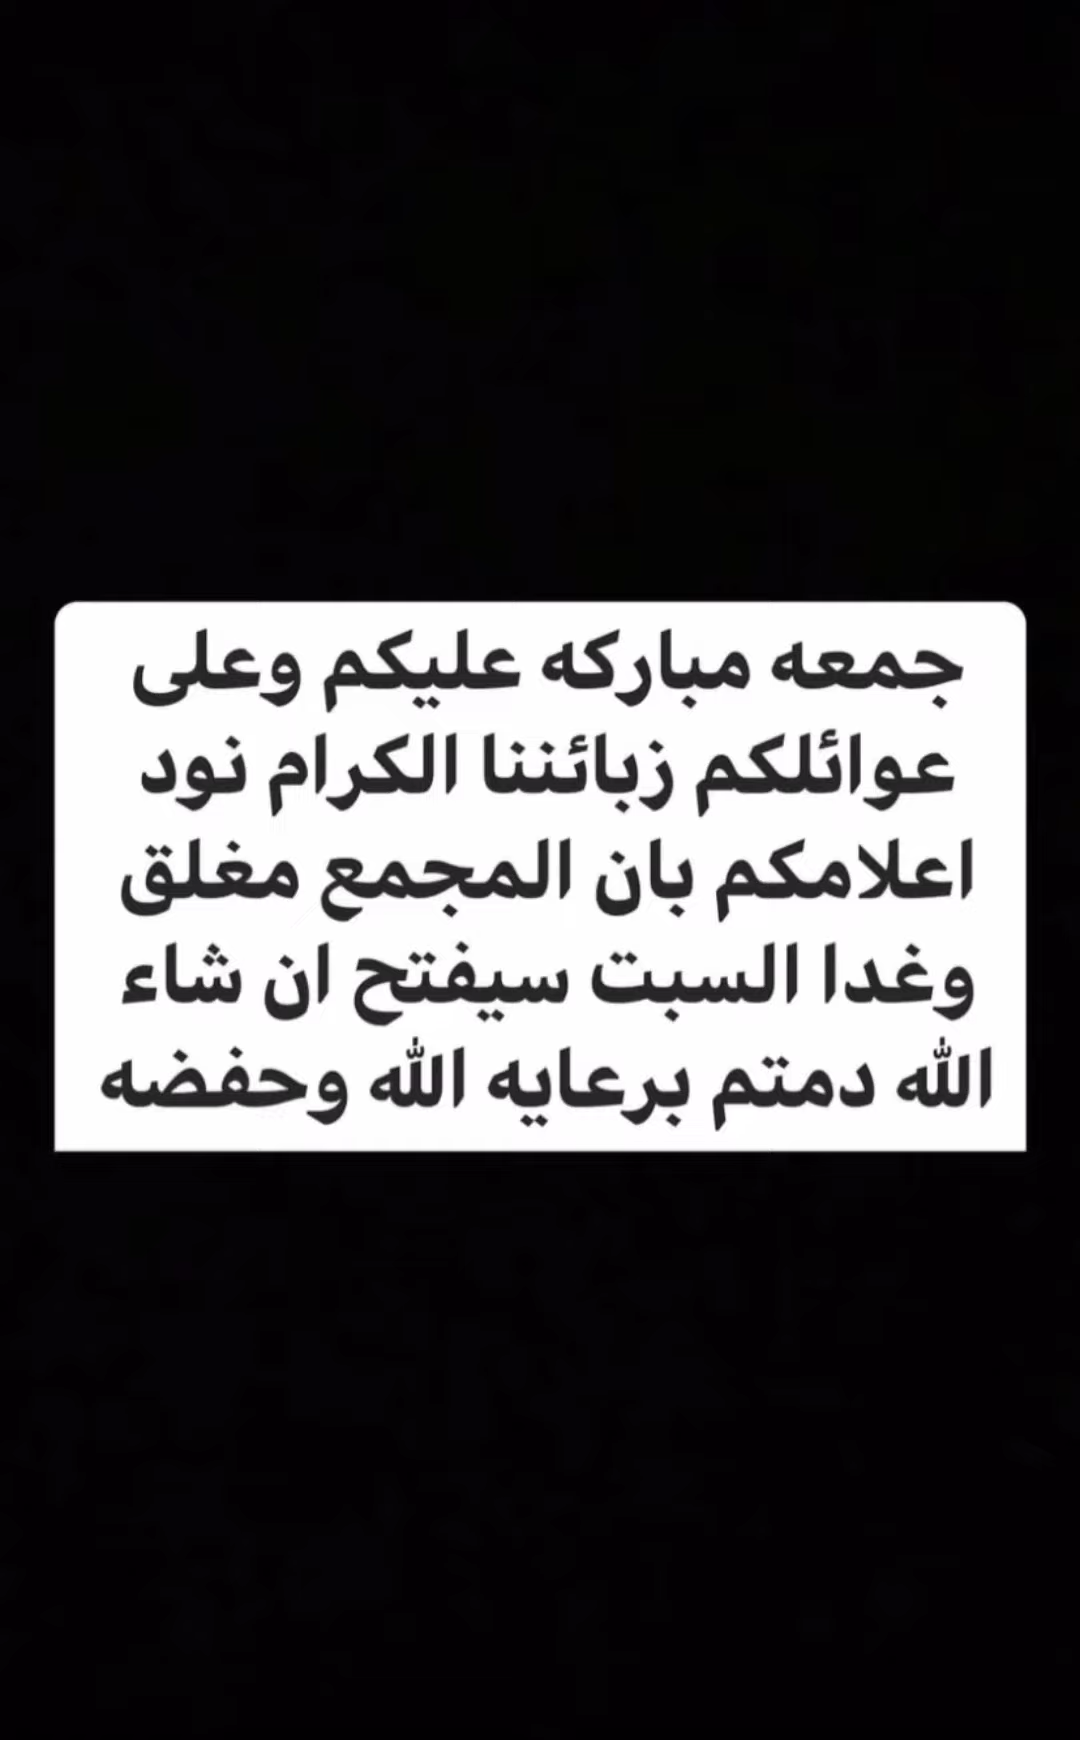 جمعه مباركه عليكم وعلى
عوائلكم زبائننا الكرام نود
اعلامكم بان المجمع مغلق
وغدا السبت سيفتح ان شاء
الله دمتم برعايه الله وحفضه